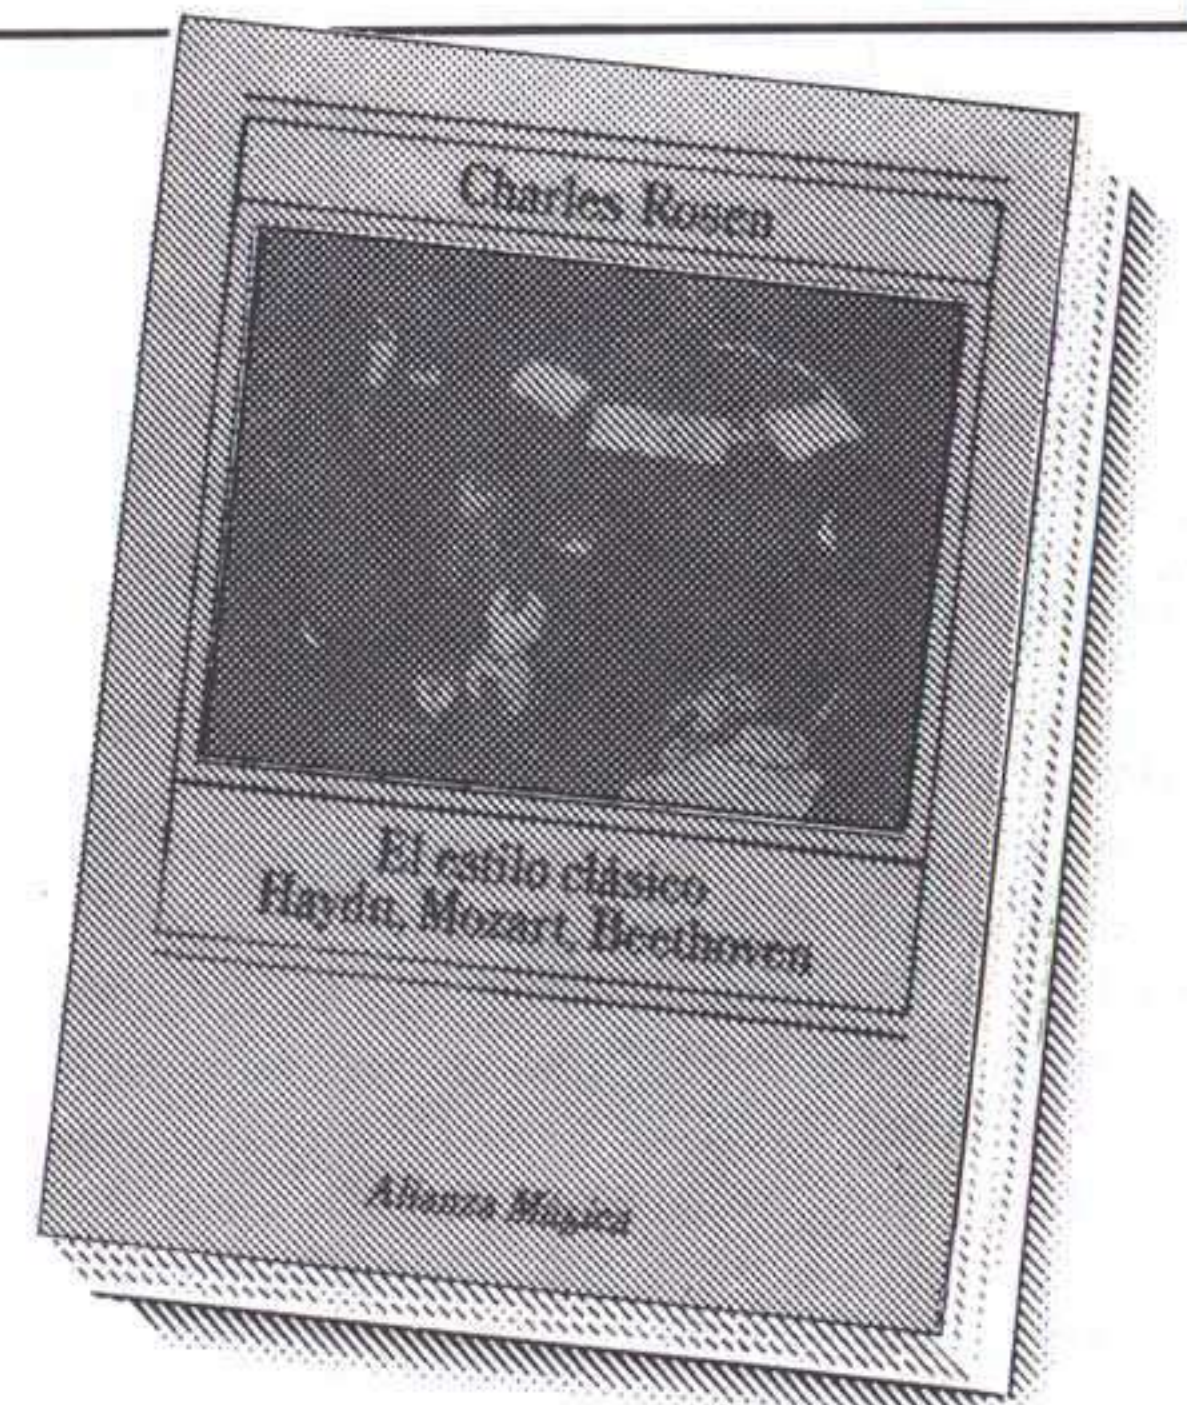 Charles Rosen
El estilo clásico
Haydn, Mozart, Beethoven
Alianza Música